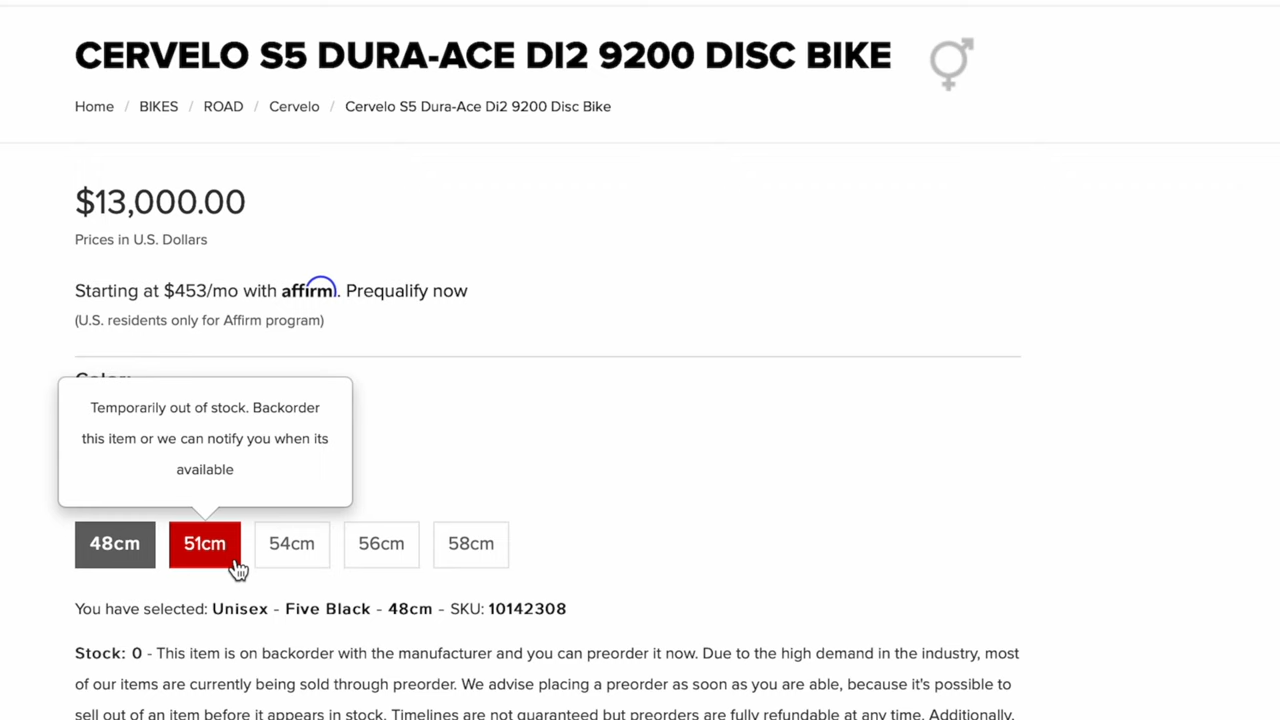 CERVELO S5 DURA-ACE DI2 9200 DISC BIKE
Home / BIKES / ROAD / Cervelo / Cervelo S5 Dura-Ace Di2 9200 Disc Bike
$13,000.00
Prices in U.S. Dollars
Starting at $453/mo with affirm. Prequalify now
(U.S. residents only for Affirm program)
Color:
Temporarily out of stock. Backorder
this item or we can notify you when its
available
48cm 51cm 54cm 56cm 58cm
You have selected: Unisex - Five Black - 48cm - SKU: 10142308
Stock: 0 - This item is on backorder with the manufacturer and you can preorder it now. Due to the high demand in the industry, most
of our items are currently being sold through preorder. We advise placing a preorder as soon as you are able, because it's possible to
sell out of an item before it appears in stock. Timelines are not guaranteed but preorders are fully refundable at any time. Additionally,